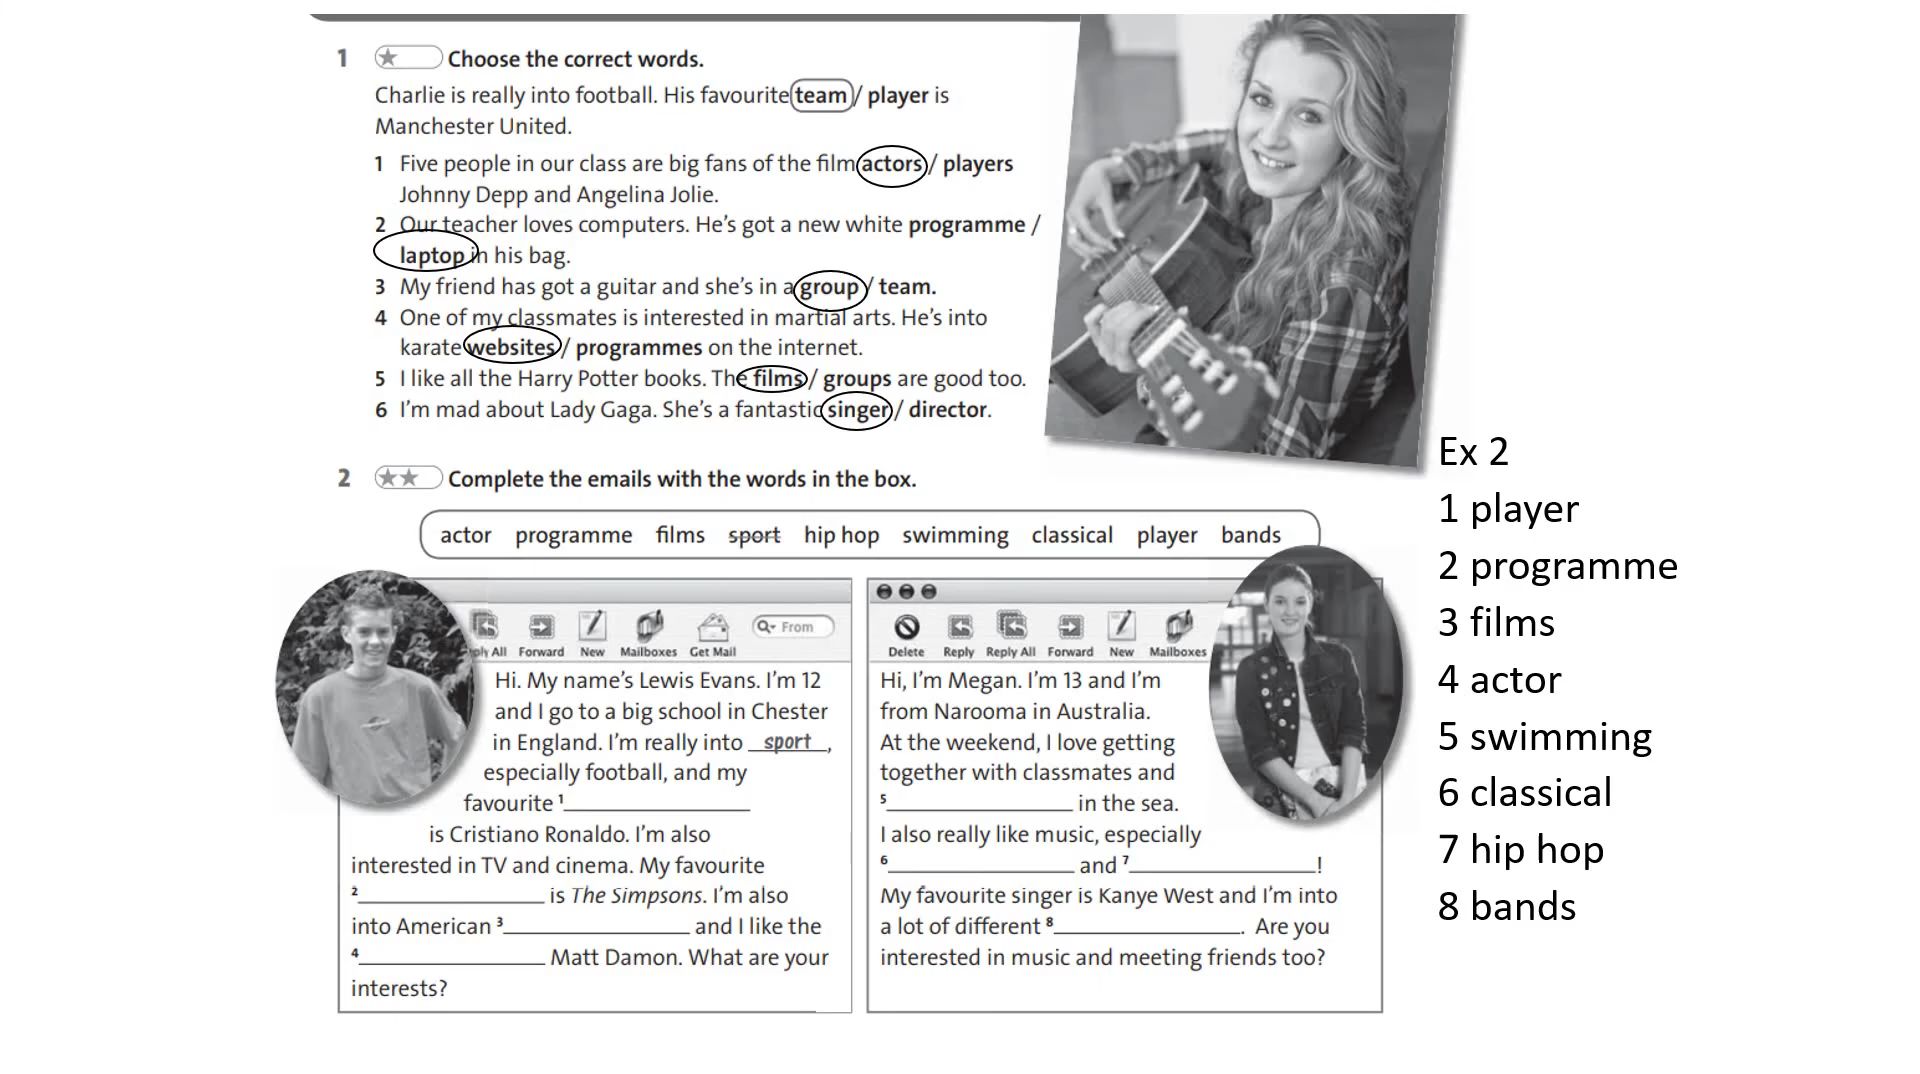 1 Choose the correct words.
Charlie is really into football. His favourite team / player is
Manchester United.
1 Five people in our class are big fans of the film actors / players
Johnny Depp and Angelina Jolie.
2 Our teacher loves computers. He's got a new white programme /
laptop in his bag.
3 My friend has got a guitar and she's in a group / team.
4 One of my classmates is interested in martial arts. He's into
karate websites / programmes on the internet.
5 I like all the Harry Potter books. The films / groups are good too.
6 I'm mad about Lady Gaga. She's a fantastic singer / director.
2 Complete the emails with the words in the box.
actor programme films sport hip hop swimming classical player bands
ply All Forward New Mailboxes Get Mail From
Hi. My name's Lewis Evans. I'm 12
and I go to a big school in Chester
in England. I'm really into sport,
especially football, and my
favourite 1
is Cristiano Ronaldo. I'm also
interested in TV and cinema. My favourite
2 is The Simpsons. I'm also
into American 3 and I like the
4 Matt Damon. What are your
interests?
Delete Reply Reply All Forward New Mailboxes
Hi, I'm Megan. I'm 13 and I'm
from Narooma in Australia.
At the weekend, I love getting
together with classmates and
5 in the sea.
I also really like music, especially
6 and 7 !
My favourite singer is Kanye West and I'm into
a lot of different 8 . Are you
interested in music and meeting friends too?
Ex 2
1 player
2 programme
3 films
4 actor
5 swimming
6 classical
7 hip hop
8 bands